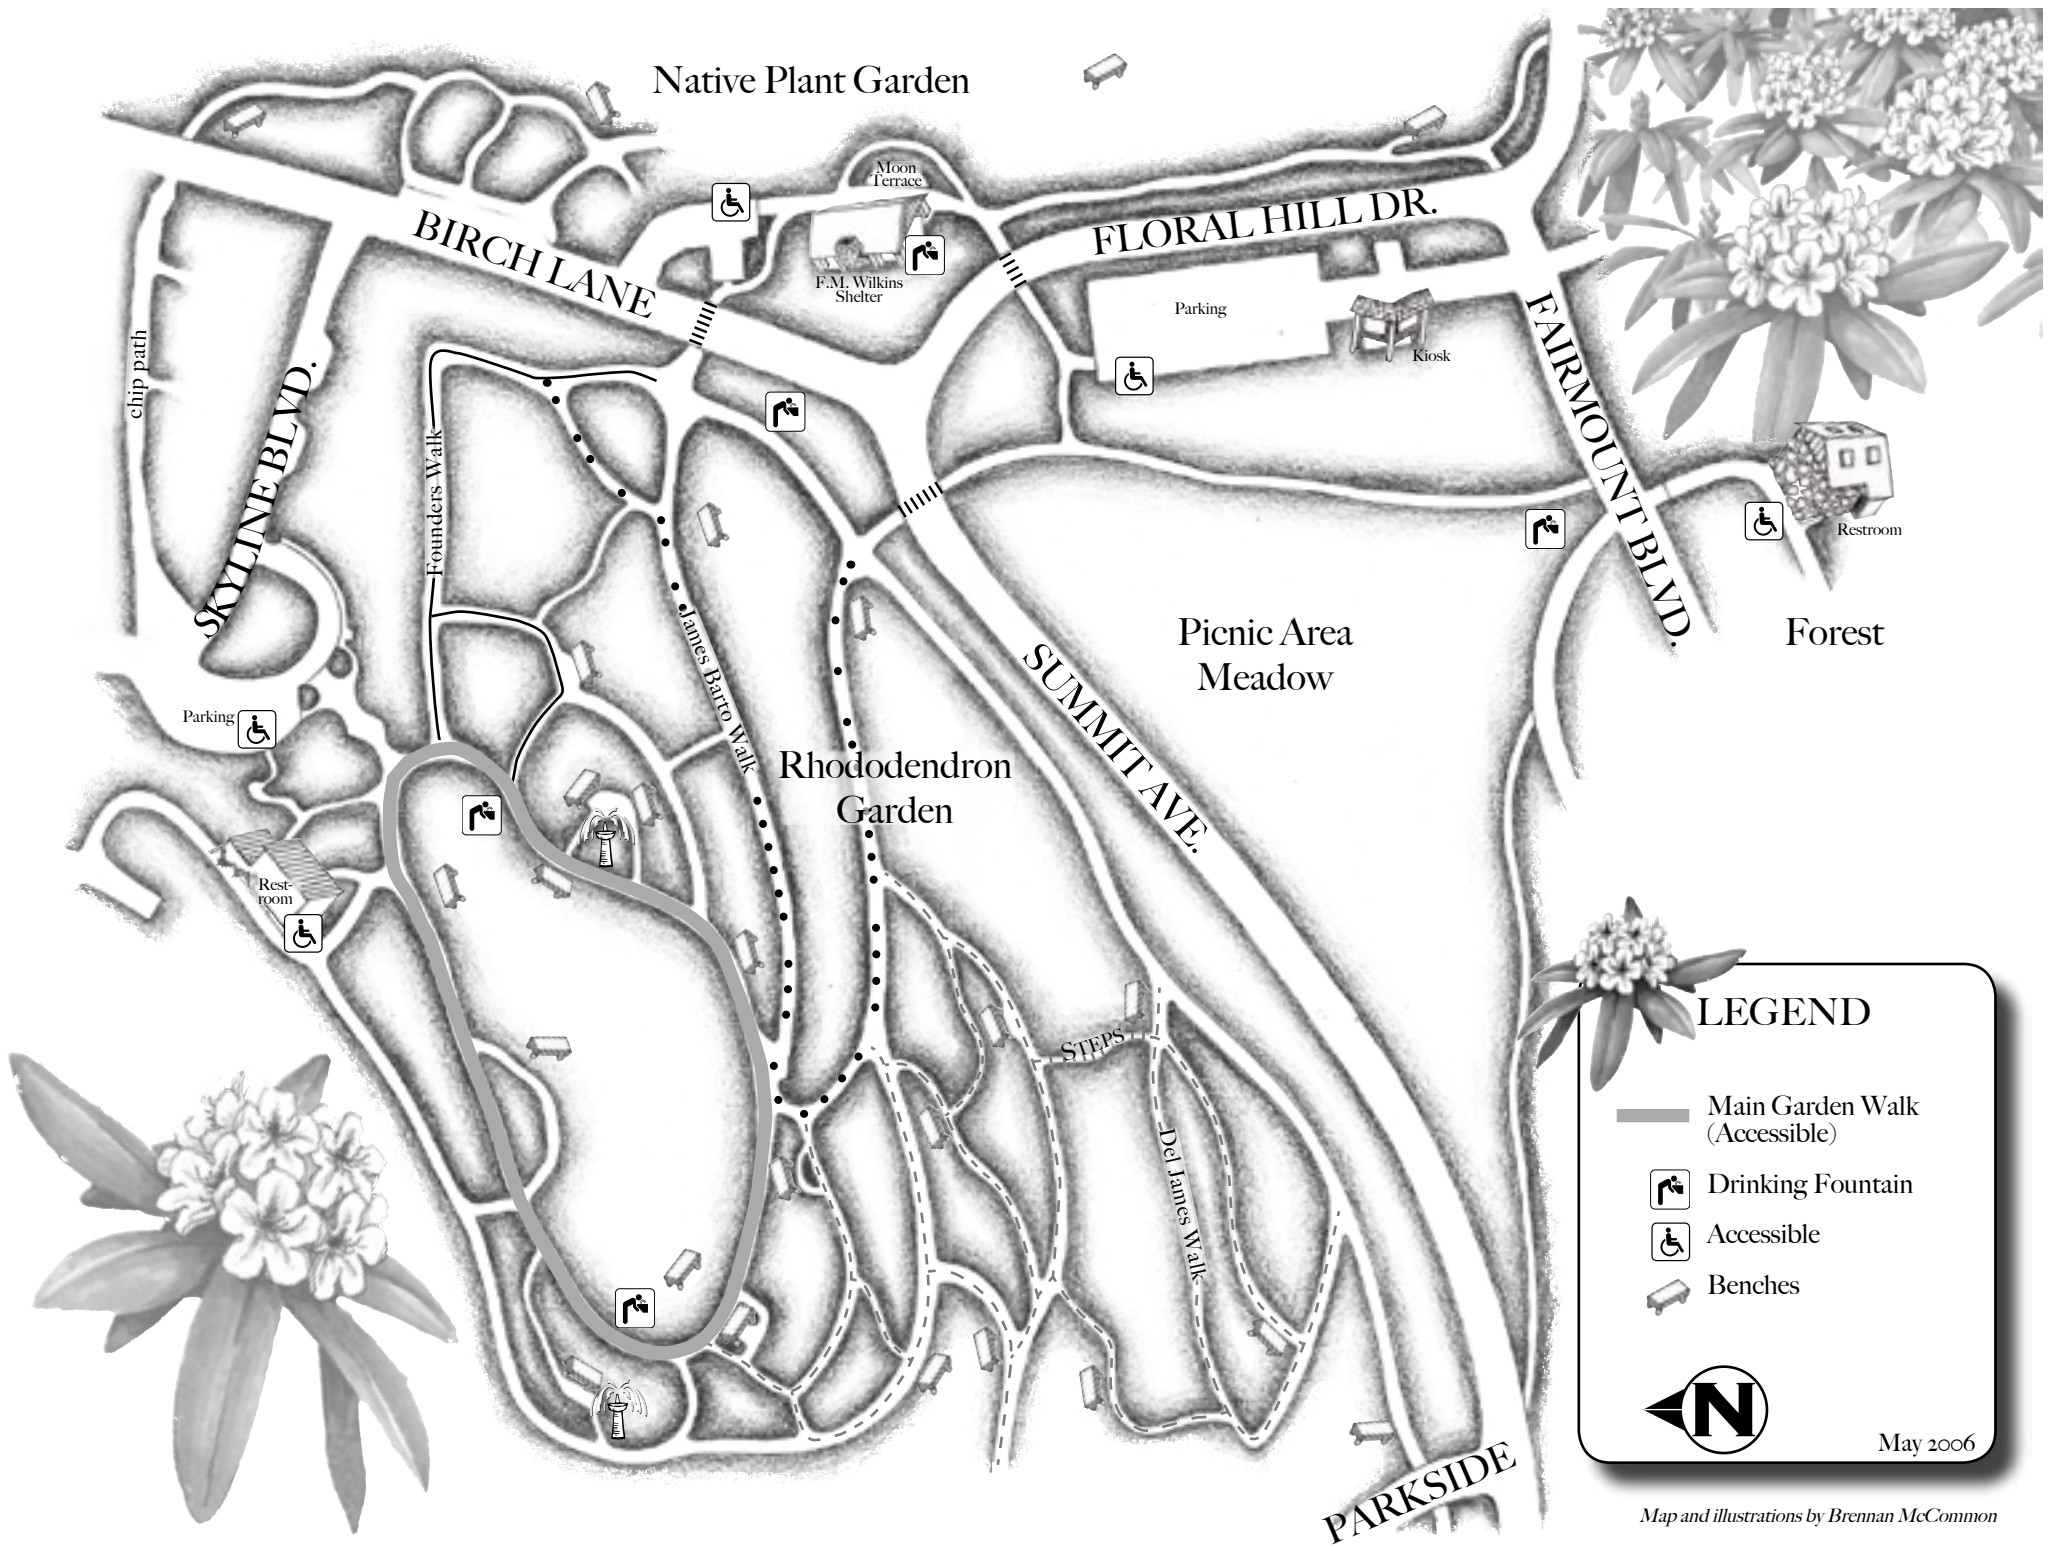 Native Plant Garden
Moon
Terrace
F.M. Wilkins
Shelter
BIRCH LANE
FLORAL HILL DR.
Parking
Kiosk
FAIRMOUNT BLVD.
Restroom
Forest
chip path
SKYLINE BLVD.
Founders Walk
James Barto Walk
Picnic Area
Meadow
SUMMIT AVE.
Parking
Rhododendron
Garden
Rest-
room
STEPS
Del James Walk
PARKSIDE
LEGEND
Main Garden Walk
(Accessible)
Drinking Fountain
Accessible
Benches
N
May 2006
Map and illustrations by Brennan McCommon